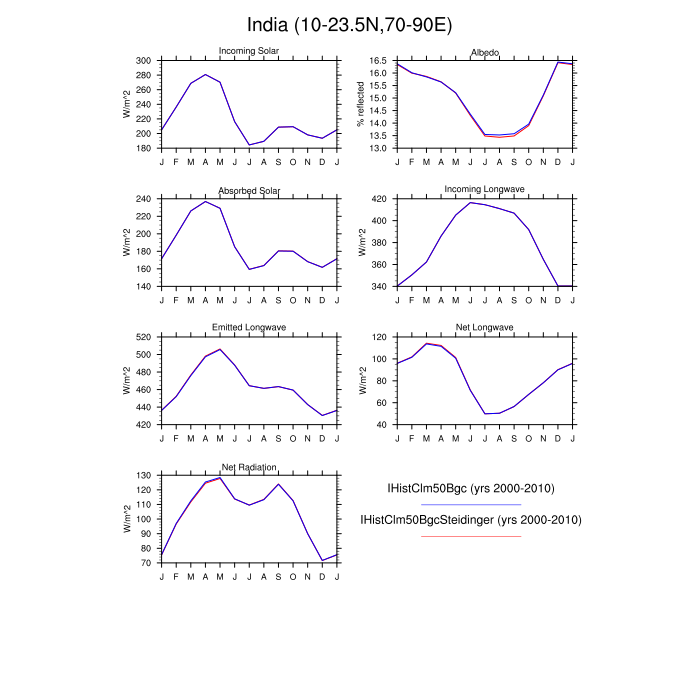 India (10-23.5N,70-90E)
Incoming Solar
W/m^2
300
280
260
240
220
200
180
J F M A M J J A S O N D J
Albedo
% reflected
16.5
16.0
15.5
15.0
14.5
14.0
13.5
13.0
J F M A M J J A S O N D J
Absorbed Solar
W/m^2
240
220
200
180
160
140
J F M A M J J A S O N D J
Incoming Longwave
W/m^2
420
400
380
360
340
J F M A M J J A S O N D J
Emitted Longwave
W/m^2
520
500
480
460
440
420
J F M A M J J A S O N D J
Net Longwave
W/m^2
120
100
80
60
40
J F M A M J J A S O N D J
Net Radiation
W/m^2
130
120
110
100
90
80
70
J F M A M J J A S O N D J
IHistClm50Bgc (yrs 2000-2010)
IHistClm50BgcSteidinger (yrs 2000-2010)